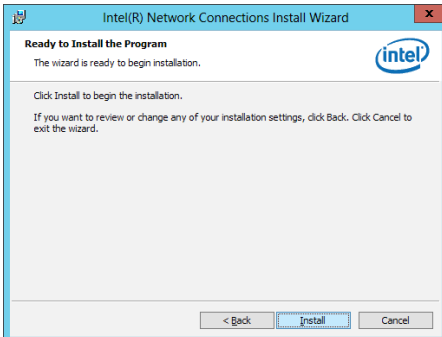 Intel(R) Network Connections Install Wizard
x
Ready to Install the Program
The wizard is ready to begin installation.
intel
Click Install to begin the installation.
If you want to review or change any of your installation settings, click Back. Click Cancel to
exit the wizard.
< Back
Install
Cancel